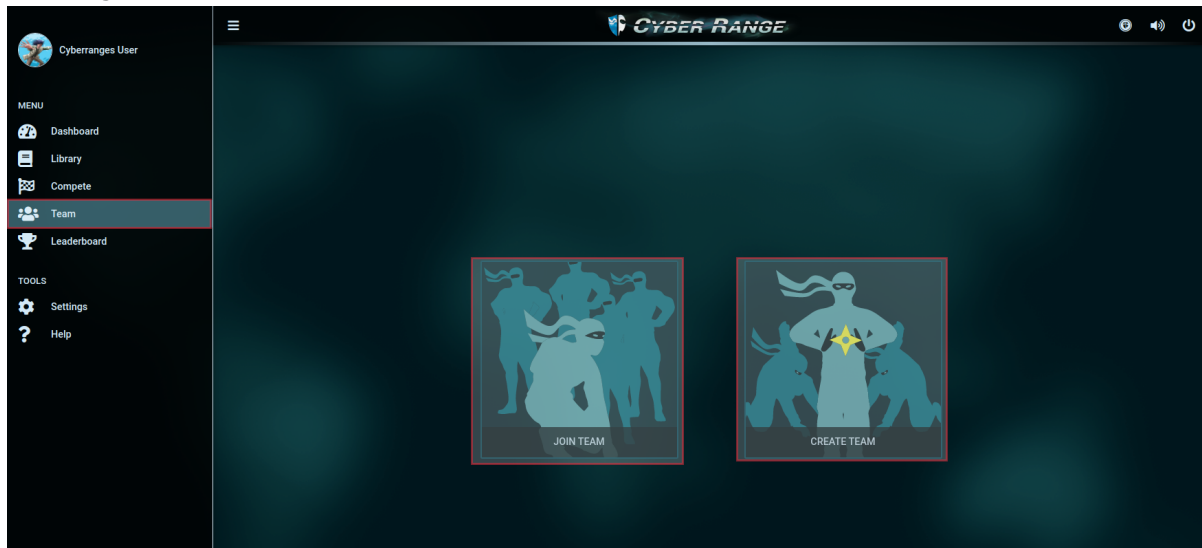 CYBER RANGE
Cyberranges User
MENU
Dashboard
Library
Compete
Team
Leaderboard
TOOLS
Settings
? Help
JOIN TEAM
CREATE TEAM